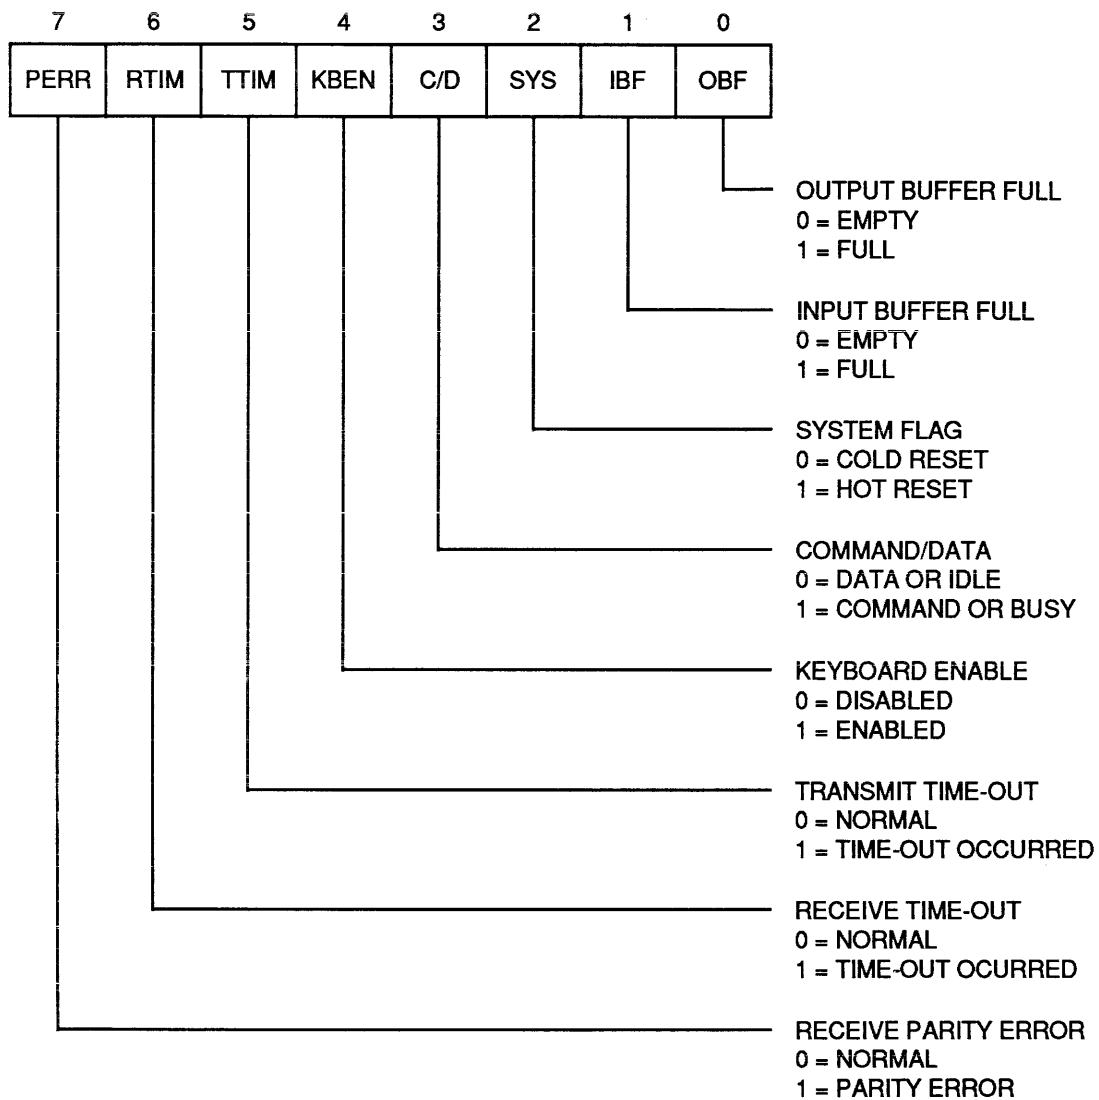 7 6 5 4 3 2 1 0
PERR RTIM TTIM KBEN C/D SYS IBF OBF
OUTPUT BUFFER FULL
0 = EMPTY
1 = FULL
INPUT BUFFER FULL
0 = EMPTY
1 = FULL
SYSTEM FLAG
0 = COLD RESET
1 = HOT RESET
COMMAND/DATA
0 = DATA OR IDLE
1 = COMMAND OR BUSY
KEYBOARD ENABLE
0 = DISABLED
1 = ENABLED
TRANSMIT TIME-OUT
0 = NORMAL
1 = TIME-OUT OCCURRED
RECEIVE TIME-OUT
0 = NORMAL
1 = TIME-OUT OCURRED
RECEIVE PARITY ERROR
0 = NORMAL
1 = PARITY ERROR